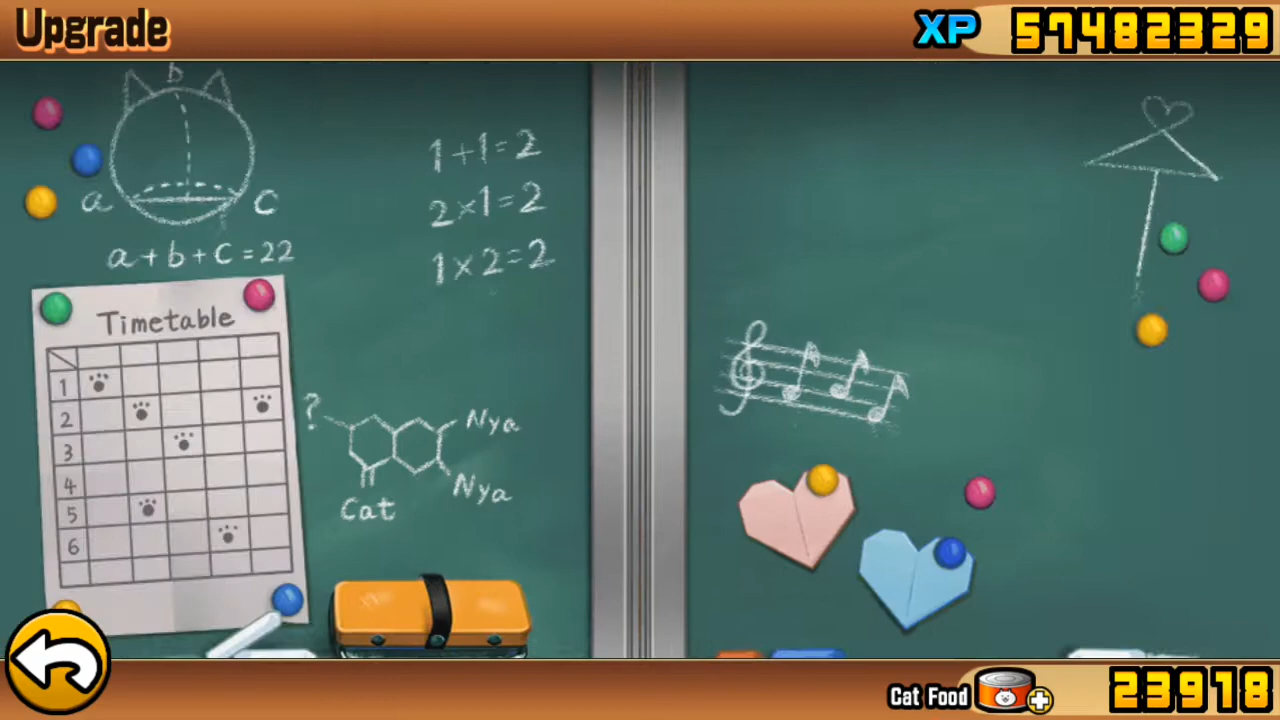 Upgrade
XP 57482329
b
a
c
a+b+c=22
1+1=2
2×1=2
1×2=2
Timetable
1
2
3
4
5
6
?
Nya
Nya
Cat
Cat Food
23918